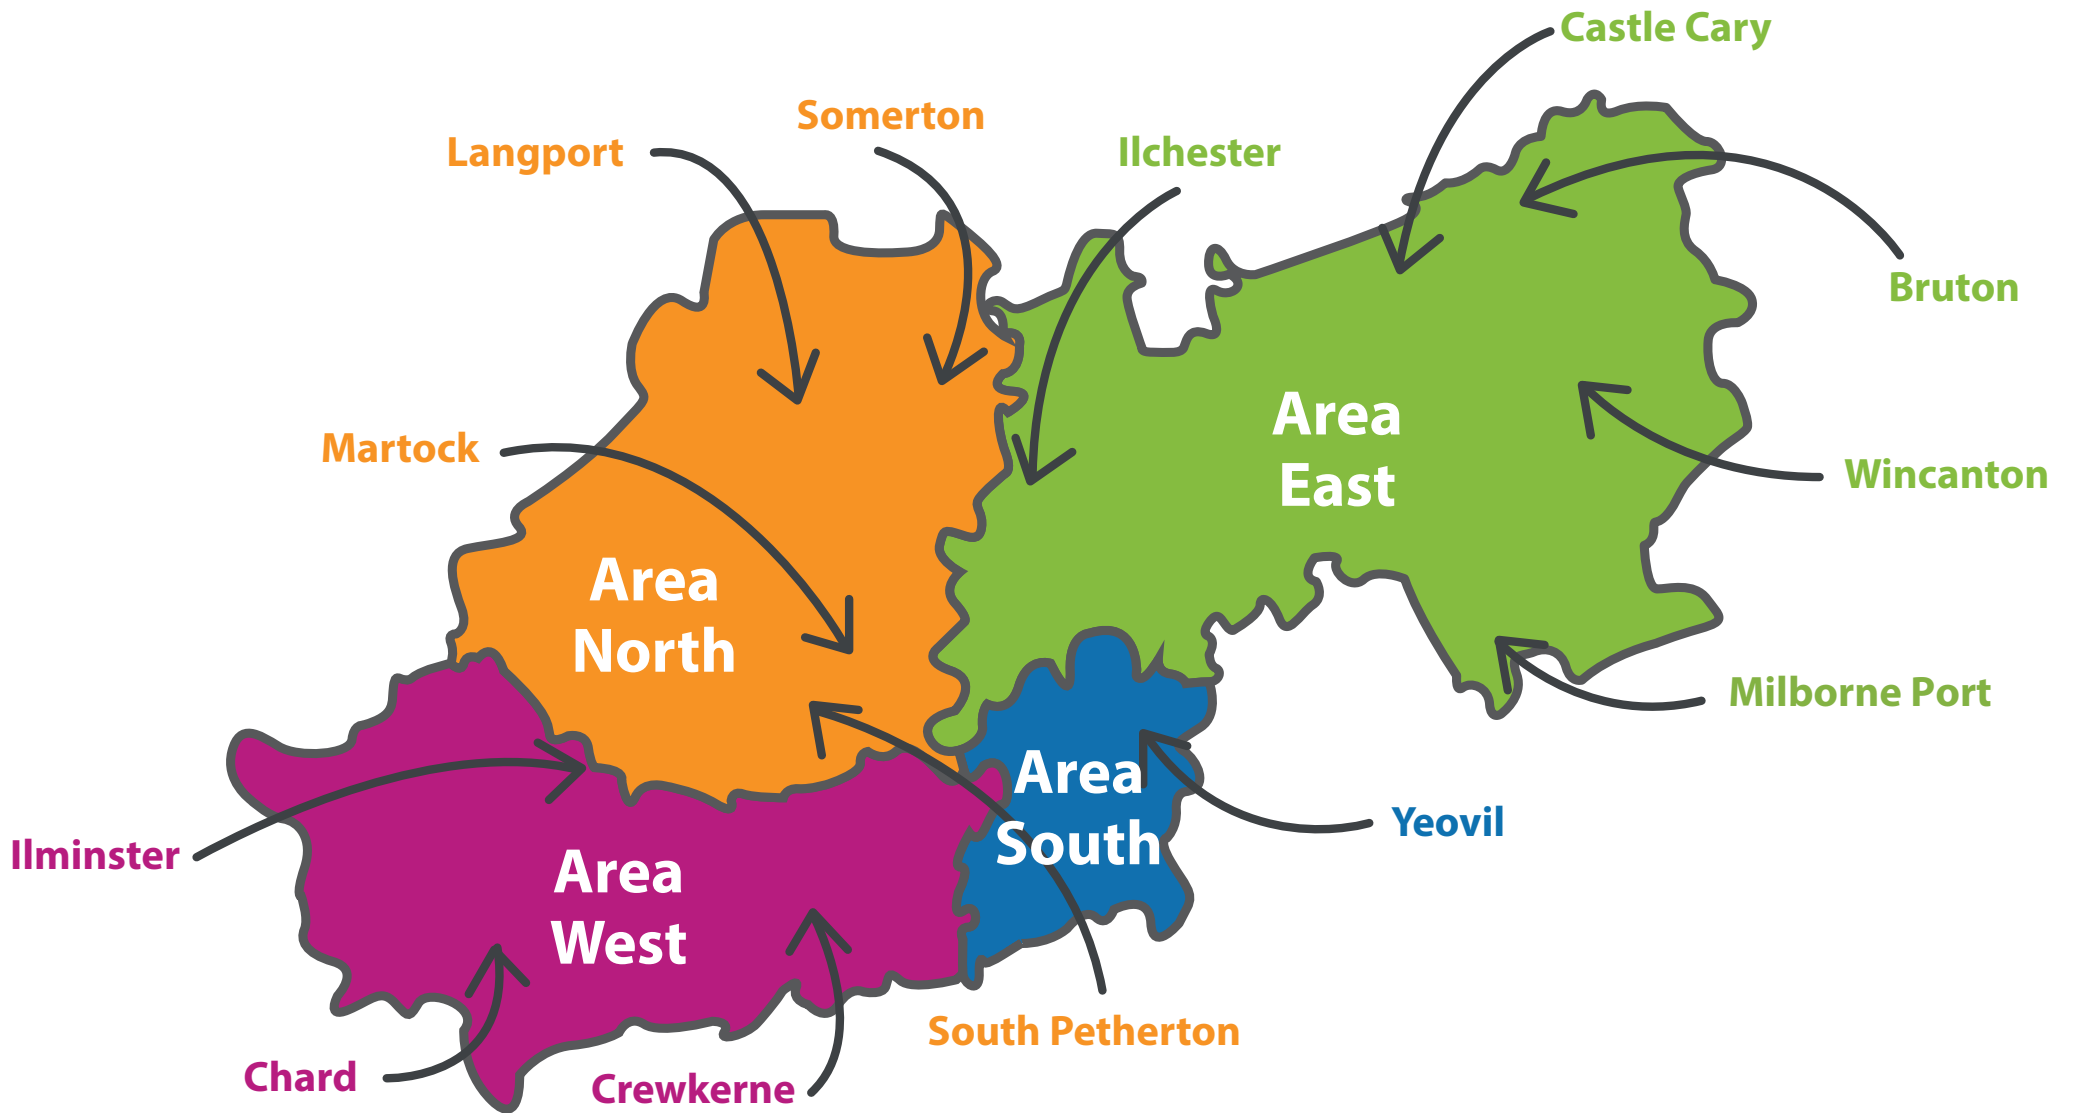 Castle Cary
Somerton
Langport
Ilchester
Bruton
Area
East
Martock
Wincanton
Area
North
Milborne Port
Area
South
Yeovil
Ilminster
Area
West
South Petherton
Chard
Crewkerne